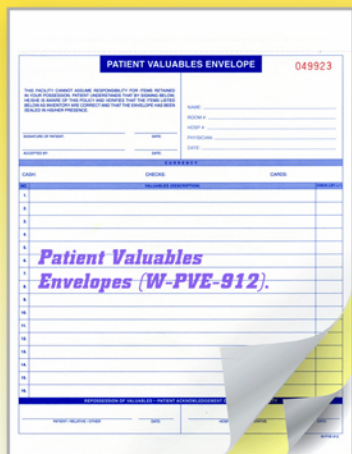 PATIENT VALUABLES ENVELOPE
049923
THIS FACILITY CANNOT ASSUME RESPONSIBILITY FOR ITEMS RETAINED
IN YOUR POSSESSION. PATIENT UNDERSTANDS THAT BY SIGNING BELOW,
HE/SHE IS AWARE OF THIS POLICY AND VERIFIED THAT THE ITEMS LISTED
BELOW AS INVENTORY ARE CORRECT AND THAT THE ENVELOPE HAS BEEN
SEALED IN HIS/HER PRESENCE.
NAME
ROOM #
HOSP #
PHYSICIAN
DATE
SIGNATURE OF PATIENT DATE
ACCEPTED BY DATE
CURRENCY
CASH: CHECKS: CARDS:
NO. VALUABLES (DESCRIPTION)
1.
2.
3.
4.
5.
6.
7.
8.
9.
10.
11.
12.
13.
14.
15.
16.
Patient Valuables
Envelopes (W-PVE-912).
REPOSSESSION OF VALUABLES - PATIENT ACKNOWLEDGEMENT
PATIENT / RELATIVE / OTHER DATE